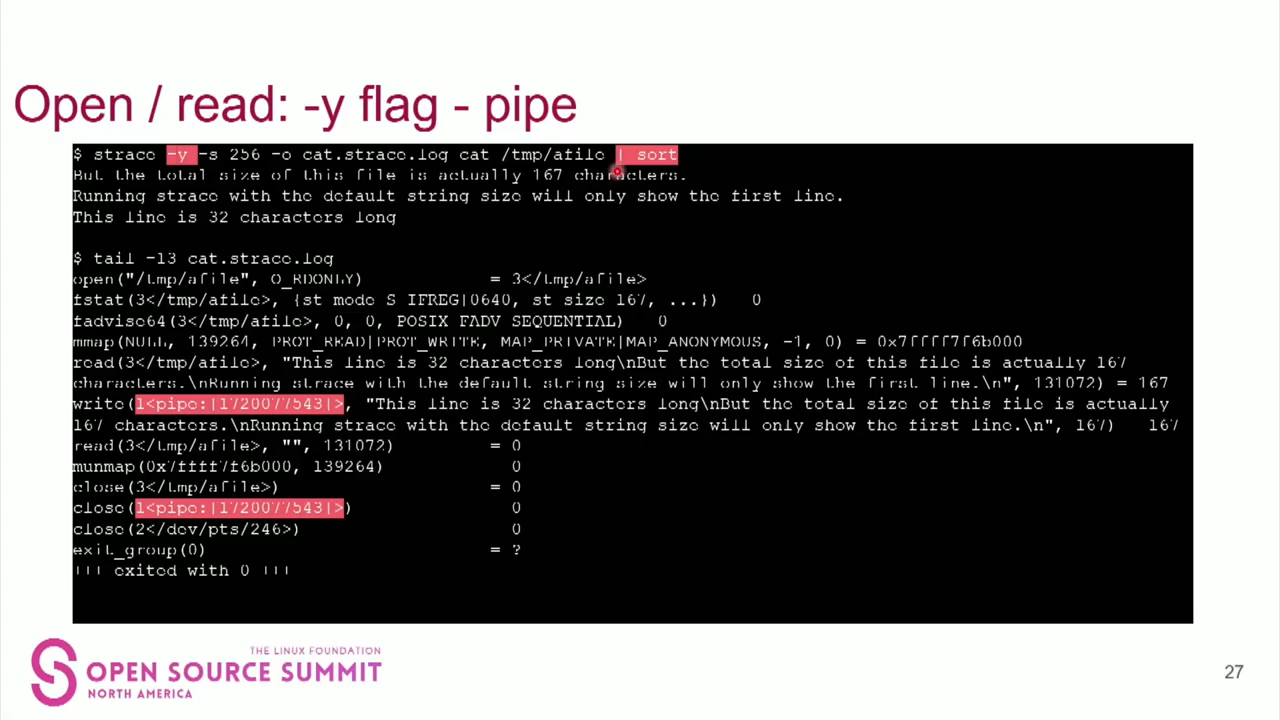 Open / read: -y flag - pipe
$ strace -y -s 256 -o cat.strace.log cat /tmp/afile | sort
But the total size of this file is actually 167 characters.
Running strace with the default string size will only show the first line.
This line is 32 characters long
$ tail -13 cat.strace.log
open("/tmp/afile", O_RDONLY) = 3</tmp/afile>
fstat(3</tmp/afile>, {st_mode=S_IFREG|0640, st_size=167, ...}) = 0
fadvise64(3</tmp/afile>, 0, 0, POSIX_FADV_SEQUENTIAL) = 0
mmap(NULL, 139264, PROT_READ|PROT_WRITE, MAP_PRIVATE|MAP_ANONYMOUS, -1, 0) = 0x7ffff7f6b000
read(3</tmp/afile>, "This line is 32 characters long\nBut the total size of this file is actually 167
characters.\nRunning strace with the default string size will only show the first line.\n", 131072) = 167
write(1<pipe:[1720077543]>, "This line is 32 characters long\nBut the total size of this file is actually
167 characters.\nRunning strace with the default string size will only show the first line.\n", 167) = 167
read(3</tmp/afile>, "", 131072) = 0
munmap(0x7ffff7f6b000, 139264) = 0
close(3</tmp/afile>) = 0
close(1<pipe:[1720077543]>) = 0
close(2</dev/pts/246>) = 0
exit_group(0) = ?
+++ exited with 0 +++
THE LINUX FOUNDATION
OPEN SOURCE SUMMIT
NORTH AMERICA
27